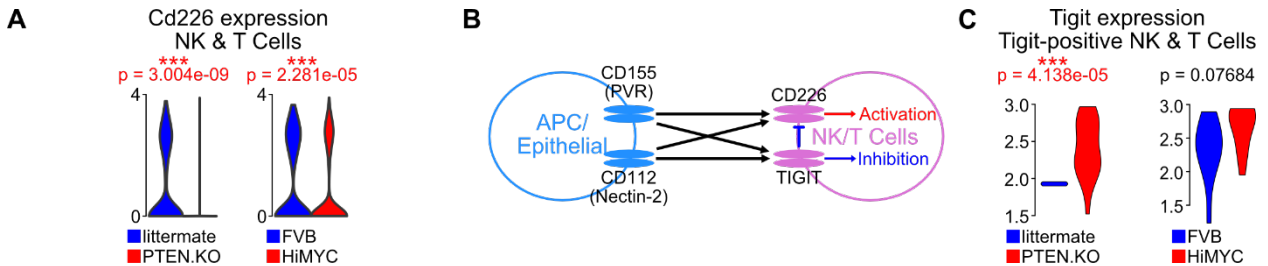 A
Cd226 expression
NK & T Cells
*** ***
p = 3.004e-09 p = 2.281e-05
4 4
0 0
littermate FVB
PTEN.KO HiMYC
B
CD155
(PVR)
CD226
APC/
Epithelial
Activation
NK/T Cells
Inhibition
CD112
(Nectin-2)
TIGIT
C
Tigit expression
Tigit-positive NK & T Cells
***
p = 4.138e-05 p = 0.07684
3.0 3.0
2.5 2.5
2.0 2.0
1.5 1.5
littermate FVB
PTEN.KO HiMYC